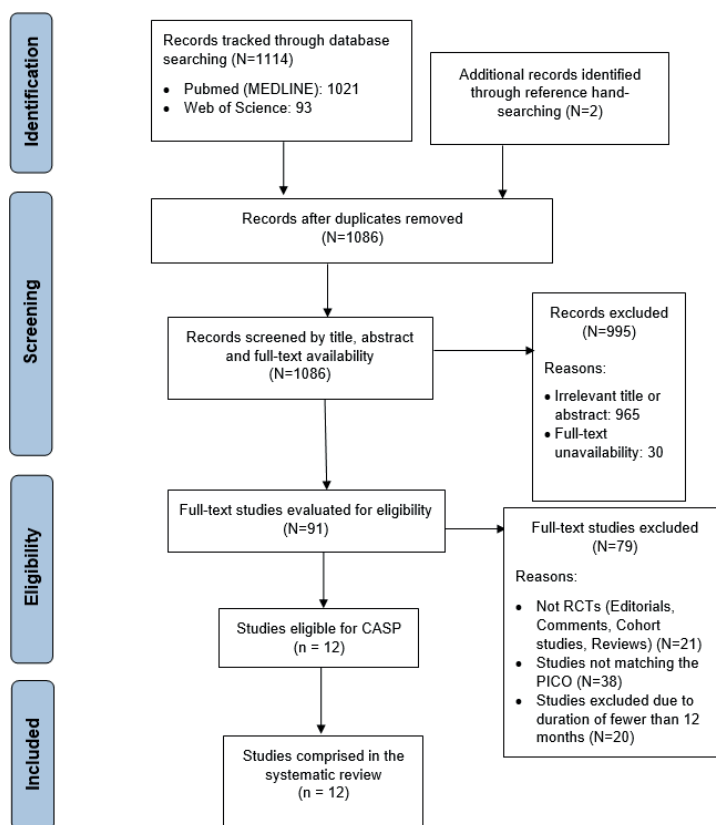 Identification
Records tracked through database
searching (N=1114)
• Pubmed (MEDLINE): 1021
• Web of Science: 93
Additional records identified
through reference hand-
searching (N=2)
Screening
Records after duplicates removed
(N=1086)
Records screened by title, abstract
and full-text availability
(N=1086)
Records excluded
(N=995)
Reasons:
• Irrelevant title or
abstract: 965
• Full-text
unavailability: 30
Eligibility
Full-text studies evaluated for eligibility
(N=91)
Full-text studies excluded
(N=79)
Reasons:
• Not RCTs (Editorials,
Comments, Cohort
studies, Reviews) (N=21)
• Studies not matching the
PICO (N=38)
• Studies excluded due to
duration of fewer than 12
months (N=20)
Studies eligible for CASP
(n = 12)
Included
Studies comprised in the
systematic review
(n = 12)